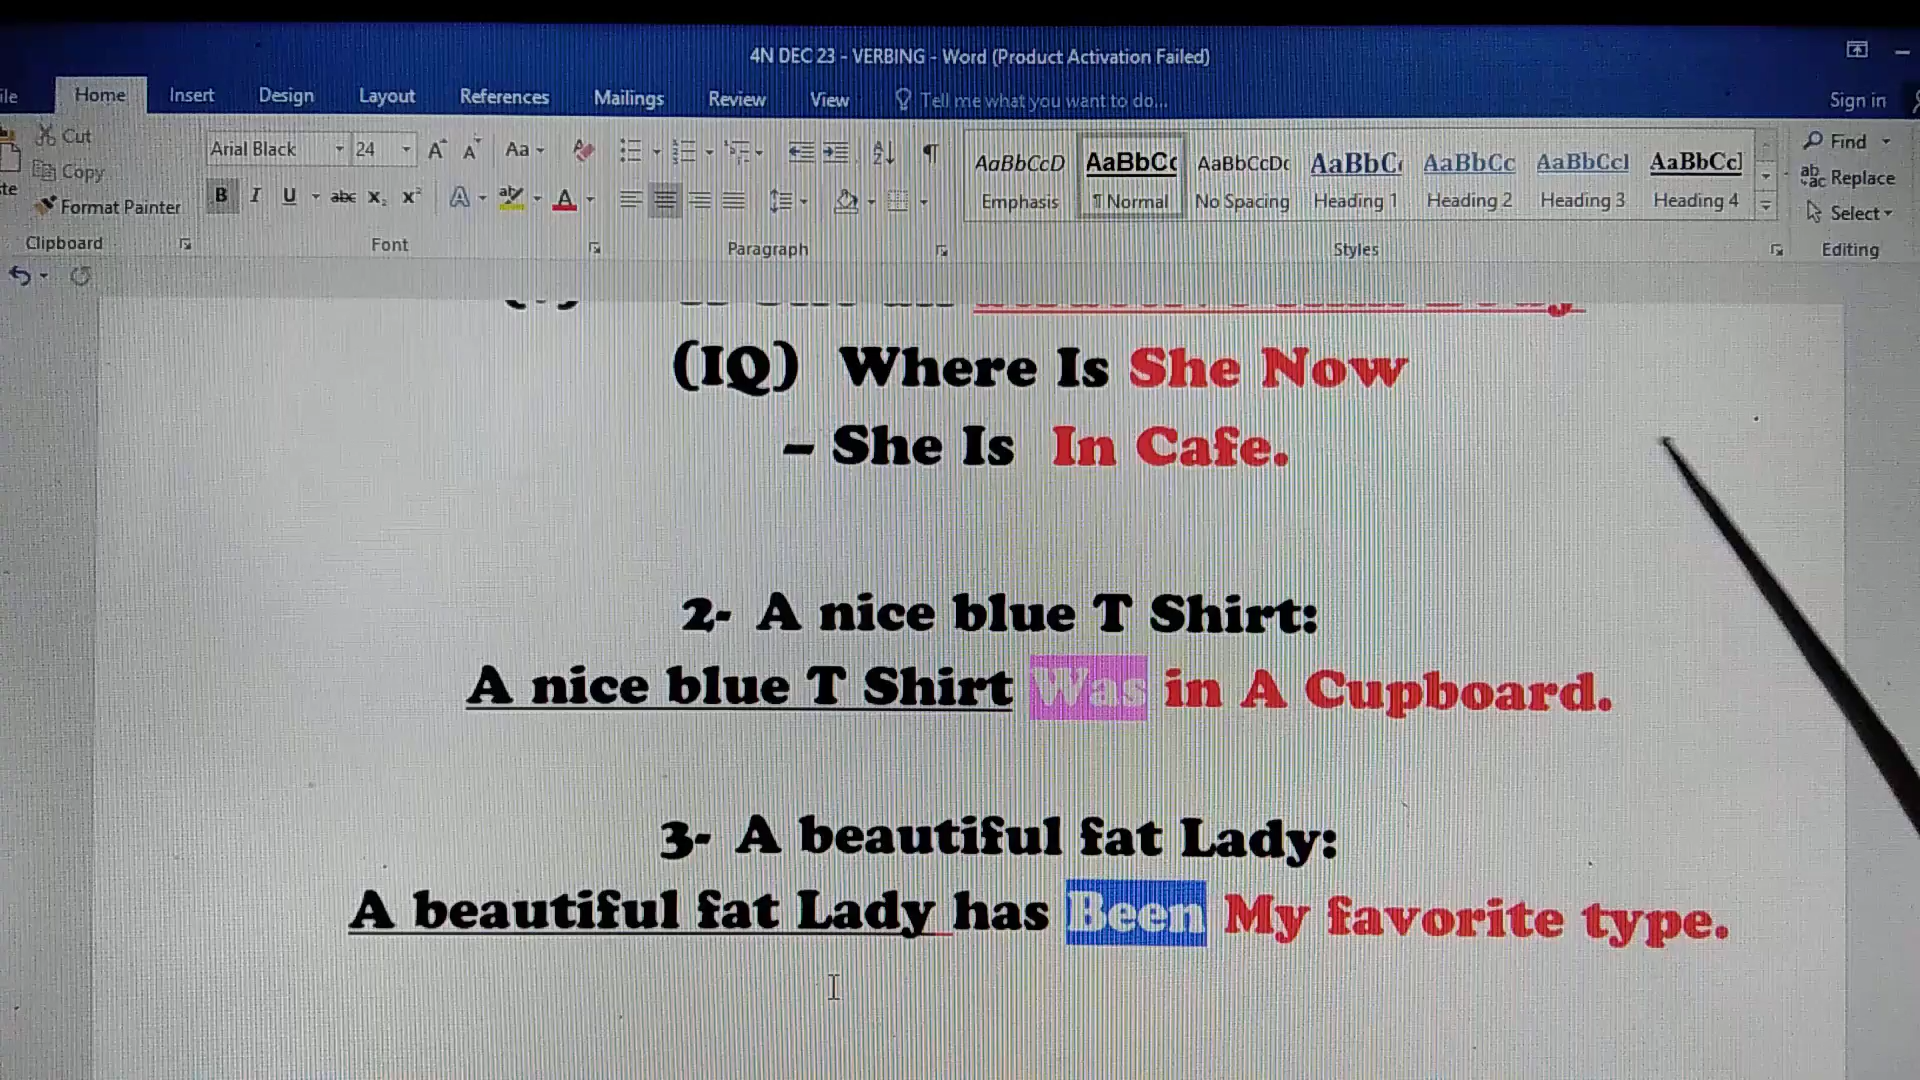 4N DEC 23 - VERBING - Word (Product Activation Failed)
Home Insert Design Layout References Mailings Review View Tell me what you want to do... Sign in
Cut
Copy
Format Painter
Clipboard
Arial Black 24
Font
Paragraph
AaBbCcD AaBbCc AaBbCcDc AaBbC AaBbCc AaBbCcl AaBbCcl
Emphasis ¶ Normal No Spacing Heading 1 Heading 2 Heading 3 Heading 4
Styles
Find
Replace
Select
Editing
(IQ) Where Is She Now
– She Is In Cafe.
2- A nice blue T Shirt:
A nice blue T Shirt Was in A Cupboard.
3- A beautiful fat Lady:
A beautiful fat Lady has Been My favorite type.